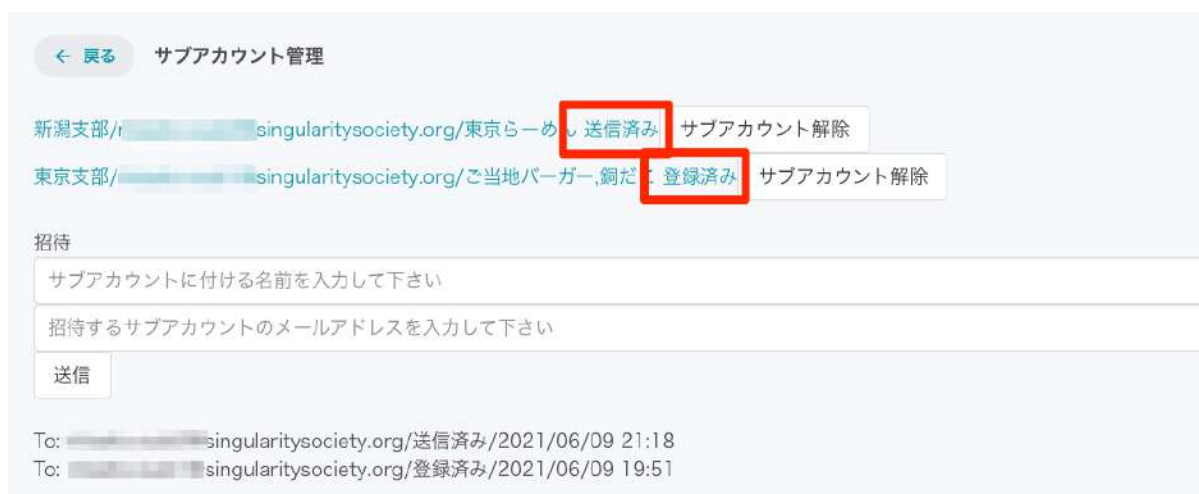 ← 戻る サブアカウント管理
新潟支部/ singularitysociety.org/東京らーめん 送信済み サブアカウント解除
東京支部/ singularitysociety.org/ご当地バーガー,銅だこ 登録済み サブアカウント解除
招待
サブアカウントに付ける名前を入力して下さい
招待するサブアカウントのメールアドレスを入力して下さい
送信
To: singularitysociety.org/送信済み/2021/06/09 21:18
To: singularitysociety.org/登録済み/2021/06/09 19:51